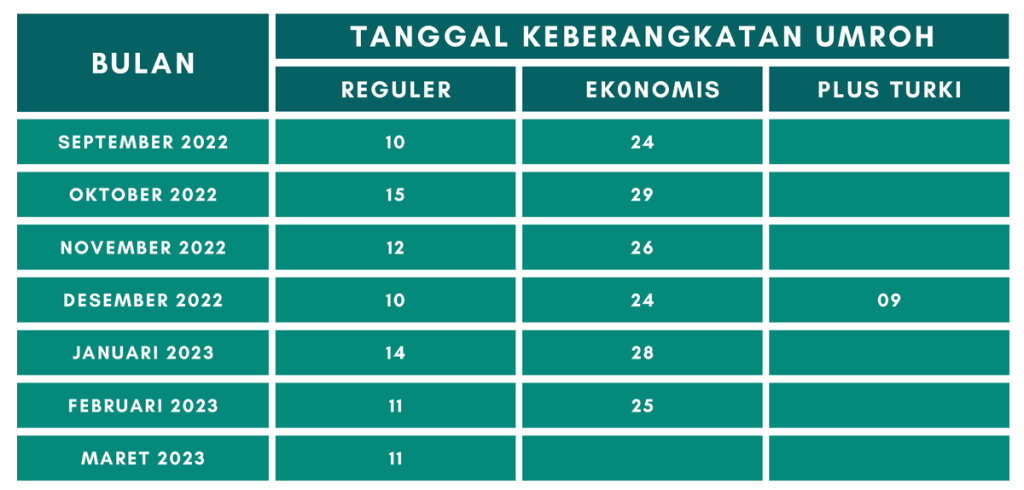 BULAN
TANGGAL KEBERANGKATAN UMROH
REGULER EK0NOMIS PLUS TURKI
SEPTEMBER 2022 10 24
OKTOBER 2022 15 29
NOVEMBER 2022 12 26
DESEMBER 2022 10 24 09
JANUARI 2023 14 28
FEBRUARI 2023 11 25
MARET 2023 11